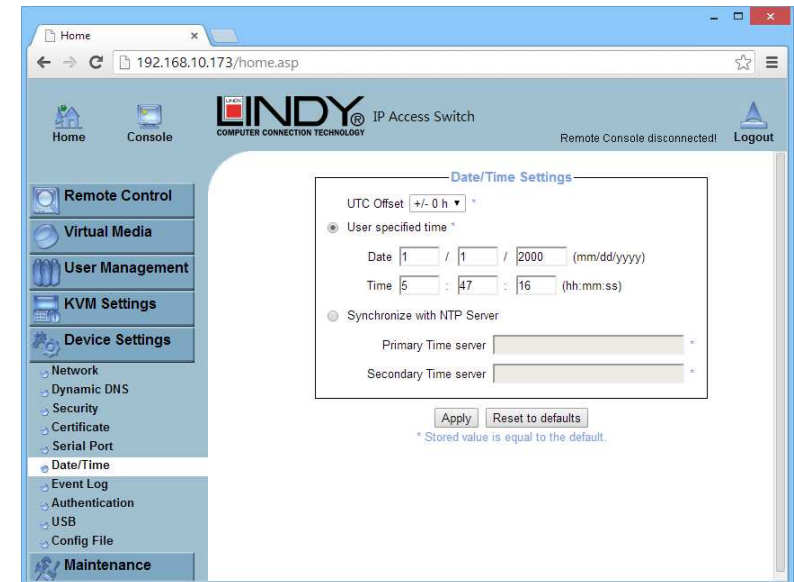 Home
192.168.10.173/home.asp
Home
Console
LINDY®
COMPUTER CONNECTION TECHNOLOGY
IP Access Switch
Remote Console disconnected!
Logout
Remote Control
Virtual Media
User Management
KVM Settings
Device Settings
Network
Dynamic DNS
Security
Certificate
Serial Port
Date/Time
Event Log
Authentication
USB
Config File
Maintenance
Date/Time Settings
UTC Offset +/- 0 h *
User specified time *
Date 1 / 1 / 2000 (mm/dd/yyyy)
Time 5 : 47 : 16 (hh:mm:ss)
Synchronize with NTP Server
Primary Time server *
Secondary Time server *
Apply Reset to defaults
* Stored value is equal to the default.